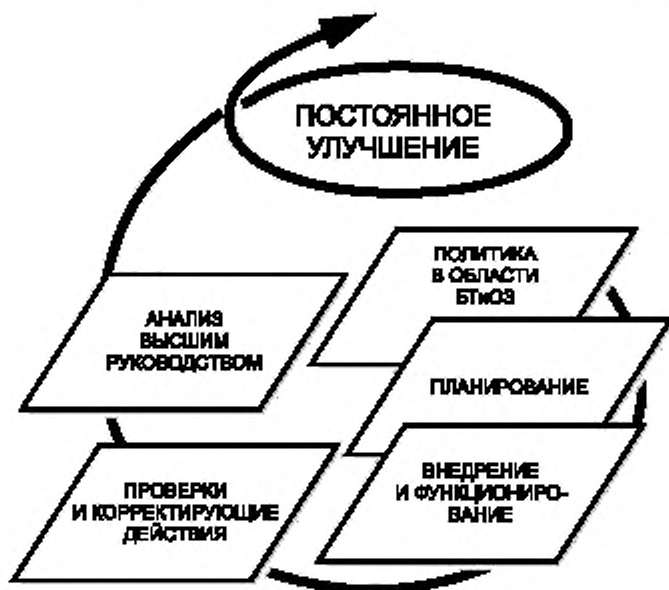 ПОСТОЯННОЕ
УЛУЧШЕНИЕ
ПОЛИТИКА
В ОБЛАСТИ
БТиОЗ
АНАЛИЗ
ВЫСШИМ
РУКОВОДСТВОМ
ПЛАНИРОВАНИЕ
ВНЕДРЕНИЕ
И ФУНКЦИОНИРО-
ВАНИЕ
ПРОВЕРКИ
И КОРРЕКТИРУЮЩИЕ
ДЕЙСТВИЯ